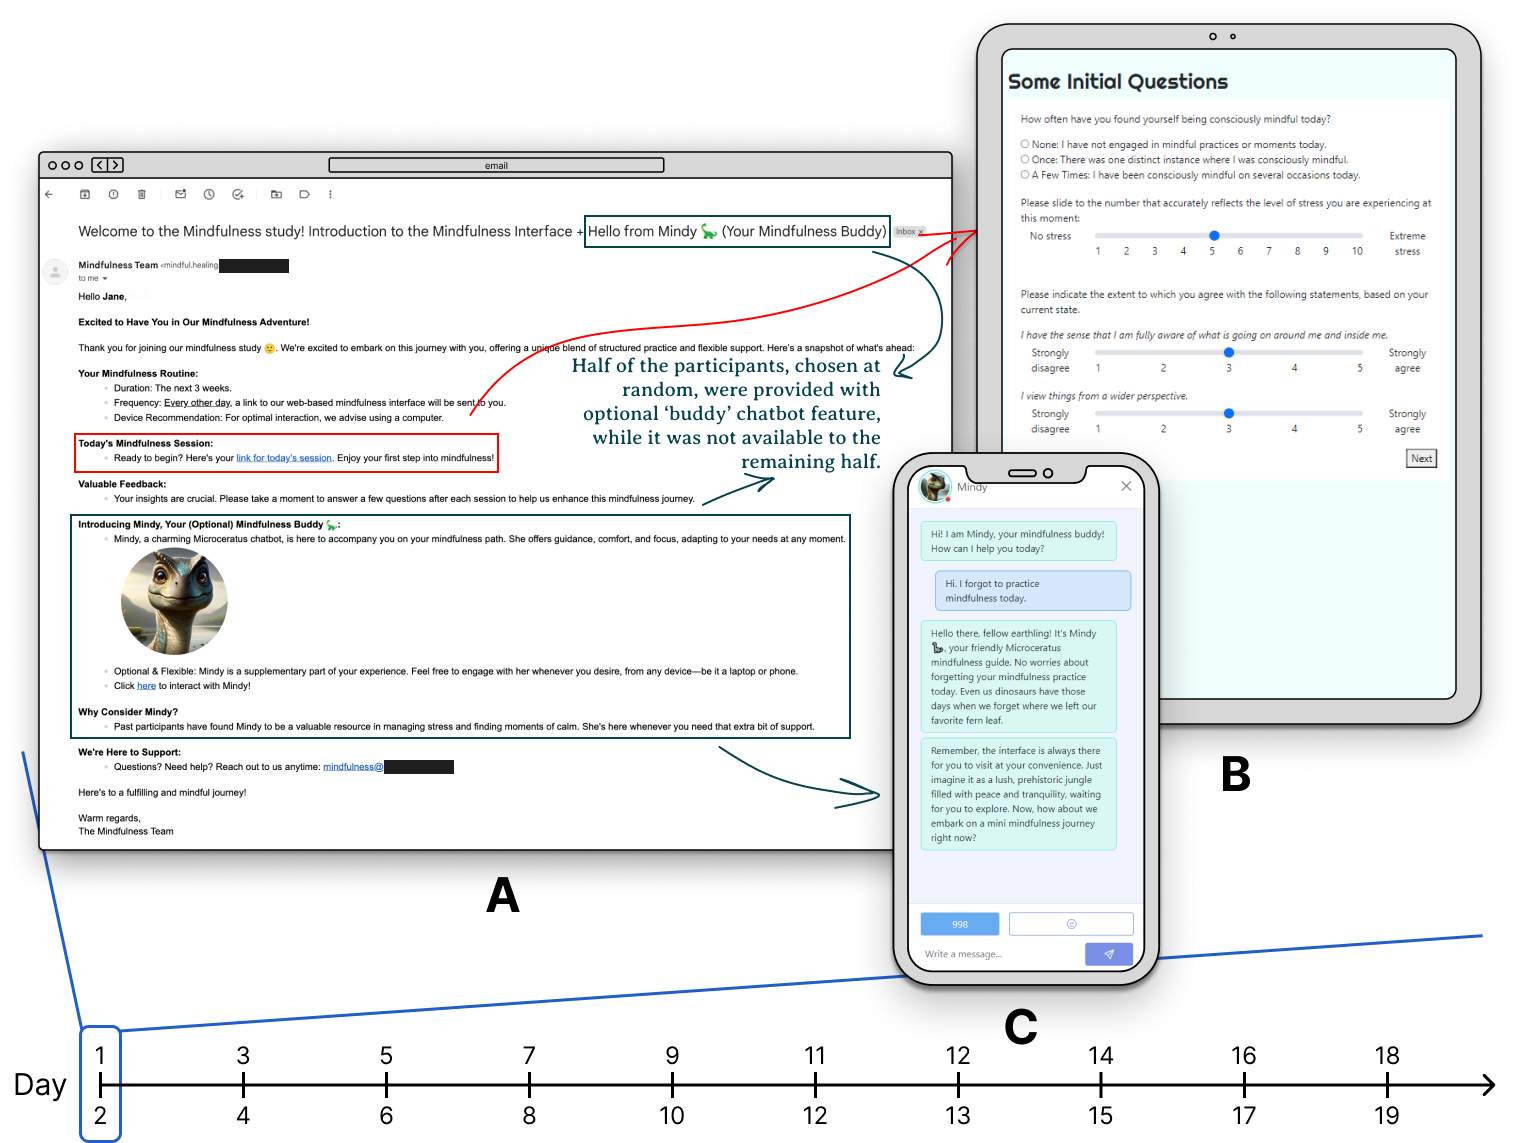 email
Welcome to the Mindfulness study! Introduction to the Mindfulness Interface + Hello from Mindy 🦕 (Your Mindfulness Buddy) Inbox ×
Mindfulness Team <mindful.healing
to me
Hello Jane,
Excited to Have You in Our Mindfulness Adventure!
Thank you for joining our mindfulness study 🙂. We're excited to embark on this journey with you, offering a unique blend of structured practice and flexible support. Here's a snapshot of what's ahead:
Your Mindfulness Routine:
Duration: The next 3 weeks.
Frequency: Every other day, a link to our web-based mindfulness interface will be sent to you.
Device Recommendation: For optimal interaction, we advise using a computer.
Today's Mindfulness Session:
Ready to begin? Here's your link for today's session. Enjoy your first step into mindfulness!
Valuable Feedback:
Your insights are crucial. Please take a moment to answer a few questions after each session to help us enhance this mindfulness journey.
Introducing Mindy, Your (Optional) Mindfulness Buddy 🦕:
Mindy, a charming Microceratus chatbot, is here to accompany you on your mindfulness path. She offers guidance, comfort, and focus, adapting to your needs at any moment.
Optional & Flexible: Mindy is a supplementary part of your experience. Feel free to engage with her whenever you desire, from any device—be it a laptop or phone.
Click here to interact with Mindy!
Why Consider Mindy?
Past participants have found Mindy to be a valuable resource in managing stress and finding moments of calm. She's here whenever you need that extra bit of support.
We're Here to Support:
Questions? Need help? Reach out to us anytime: mindfulness@
Here's to a fulfilling and mindful journey!
Warm regards,
The Mindfulness Team
Half of the participants, chosen at
random, were provided with
optional ‘buddy’ chatbot feature,
while it was not available to the
remaining half.
A
Some Initial Questions
How often have you found yourself being consciously mindful today?
None: I have not engaged in mindful practices or moments today.
Once: There was one distinct instance where I was consciously mindful.
A Few Times: I have been consciously mindful on several occasions today.
Please slide to the number that accurately reflects the level of stress you are experiencing at
this moment:
No stress
1 2 3 4 5 6 7 8 9 10
Extreme
stress
Please indicate the extent to which you agree with the following statements, based on your
current state.
I have the sense that I am fully aware of what is going on around me and inside me.
Strongly
disagree
1 2 3 4 5
Strongly
agree
I view things from a wider perspective.
Strongly
disagree
1 2 3 4 5
Strongly
agree
Next
B
Mindy
Hi! I am Mindy, your mindfulness buddy!
How can I help you today?
Hi. I forgot to practice
mindfulness today.
Hello there, fellow earthling! It's Mindy
🦕, your friendly Microceratus
mindfulness guide. No worries about
forgetting your mindfulness practice
today. Even us dinosaurs have those
days when we forget where we left our
favorite fern leaf.
Remember, the interface is always there
for you to visit at your convenience. Just
imagine it as a lush, prehistoric jungle
filled with peace and tranquility, waiting
for you to explore. Now, how about we
embark on a mini mindfulness journey
right now?
998
Write a message...
C
1 3 5 7 9 11 12 14 16 18
Day
2 4 6 8 10 12 13 15 17 19